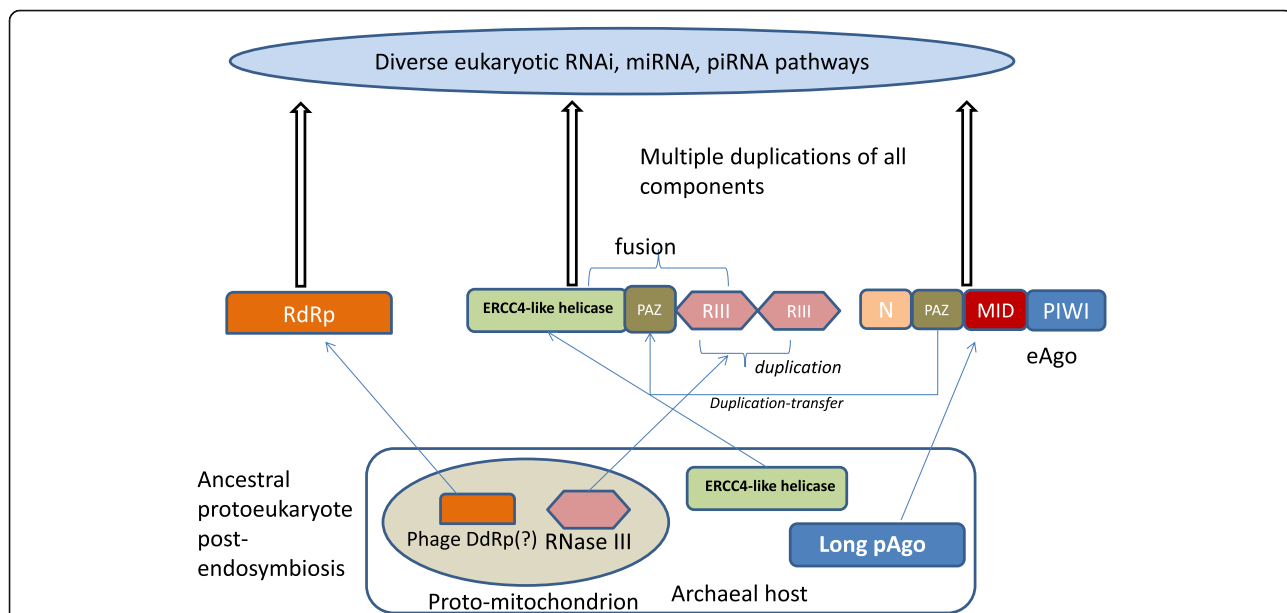 Diverse eukaryotic RNAi, miRNA, piRNA pathways
Multiple duplications of all
components
fusion
RdRp
ERCC4-like helicase
PAZ
RIII
RIII
N
PAZ
MID
PIWI
eAgo
duplication
Duplication-transfer
Ancestral
protoeukaryote
post-
endosymbiosis
ERCC4-like helicase
Phage DdRp(?)
RNase III
Long pAgo
Proto-mitochondrion
Archaeal host